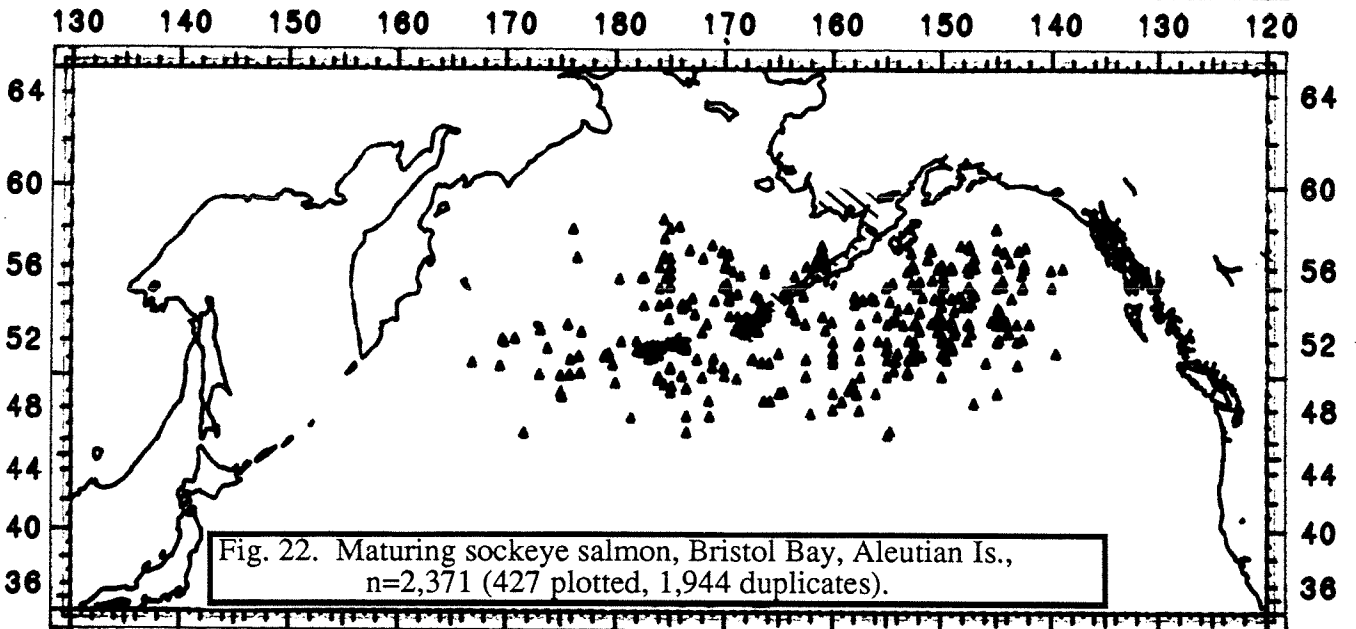 130 140 150 160 170 180 170 160 150 140 130 120
64 64
60 60
56 56
52 52
48 48
44 44
40 40
36 36
Fig. 22. Maturing sockeye salmon, Bristol Bay, Aleutian Is.,
n=2,371 (427 plotted, 1,944 duplicates).